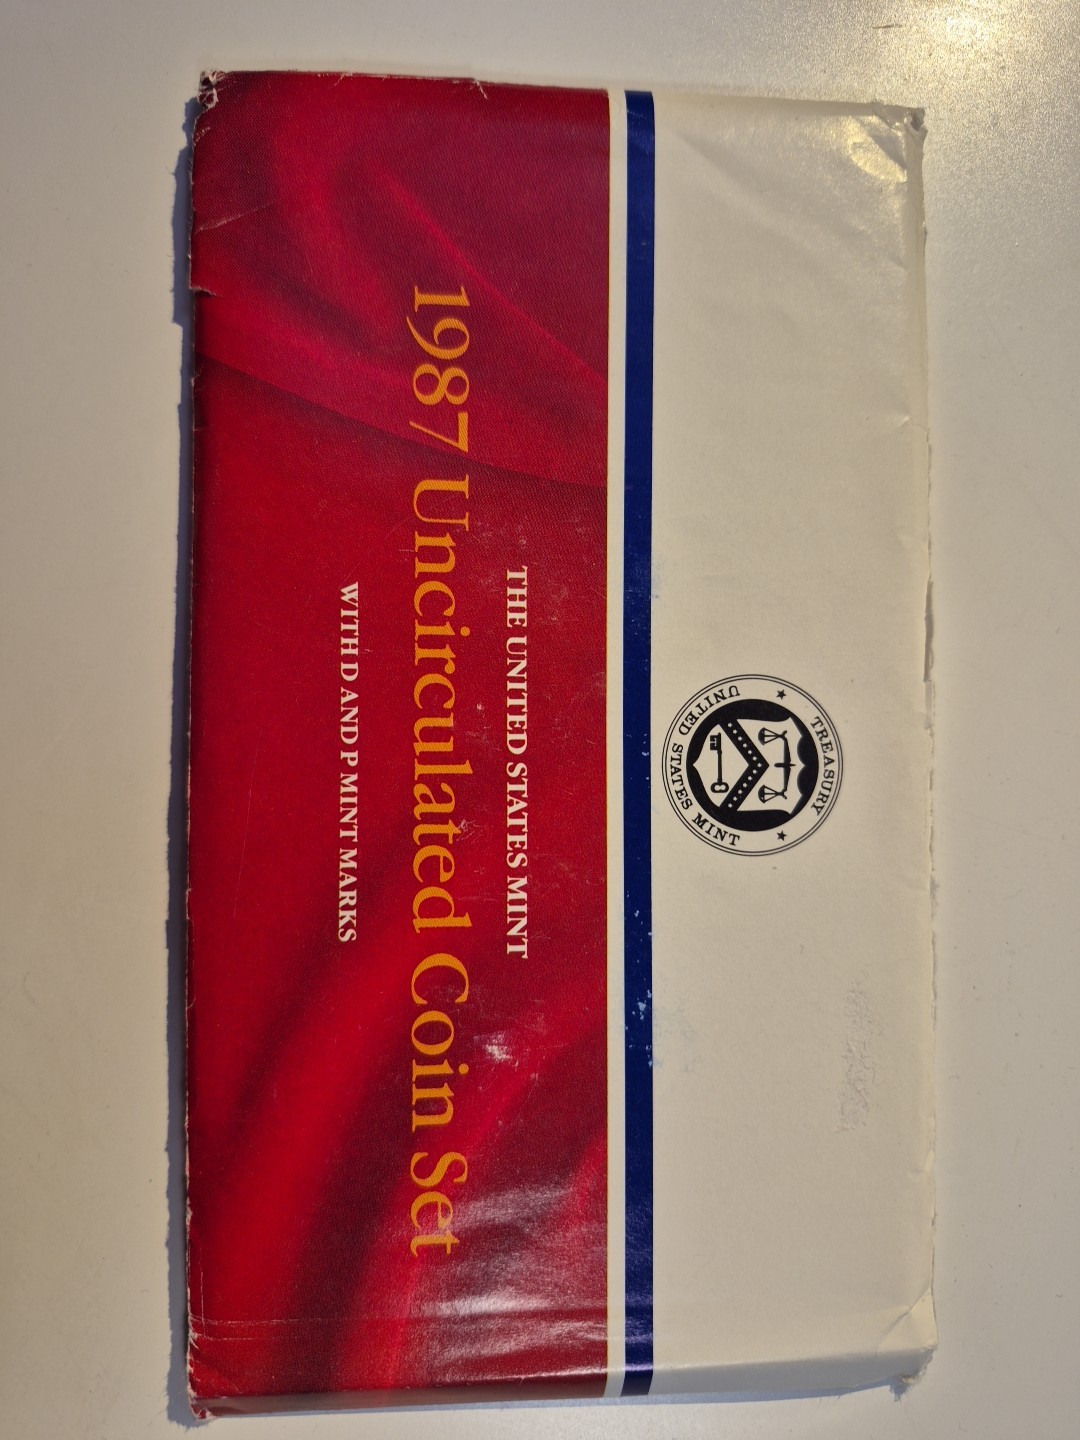 TREASURY
UNITED STATES MINT
THE UNITED STATES MINT
1987 Uncirculated Coin Set
WITH D AND P MINT MARKS